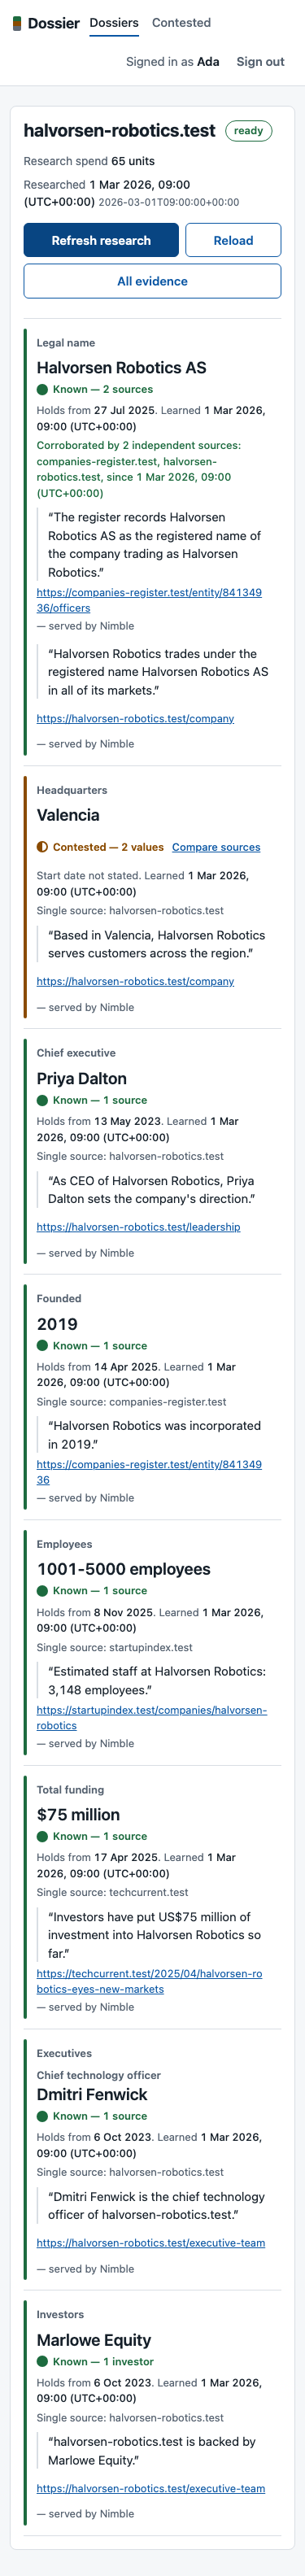 Dossier Dossiers Contested
Signed in as Ada Sign out
halvorsen-robotics.test ready
Research spend 65 units
Researched 1 Mar 2026, 09:00
(UTC+00:00) 2026-03-01T09:00:00+00:00
Refresh research Reload
All evidence
Legal name
Halvorsen Robotics AS
Known — 2 sources
Holds from 27 Jul 2025. Learned 1 Mar 2026,
09:00 (UTC+00:00)
Corroborated by 2 independent sources:
companies-register.test, halvorsen-
robotics.test, since 1 Mar 2026, 09:00
(UTC+00:00)
“The register records Halvorsen
Robotics AS as the registered name of
the company trading as Halvorsen
Robotics.”
https://companies-register.test/entity/841349
36/officers
— served by Nimble
“Halvorsen Robotics trades under the
registered name Halvorsen Robotics AS
in all of its markets.”
https://halvorsen-robotics.test/company
— served by Nimble
Headquarters
Valencia
Contested — 2 values Compare sources
Start date not stated. Learned 1 Mar 2026,
09:00 (UTC+00:00)
Single source: halvorsen-robotics.test
“Based in Valencia, Halvorsen Robotics
serves customers across the region.”
https://halvorsen-robotics.test/company
— served by Nimble
Chief executive
Priya Dalton
Known — 1 source
Holds from 13 May 2023. Learned 1 Mar
2026, 09:00 (UTC+00:00)
Single source: halvorsen-robotics.test
“As CEO of Halvorsen Robotics, Priya
Dalton sets the company's direction.”
https://halvorsen-robotics.test/leadership
— served by Nimble
Founded
2019
Known — 1 source
Holds from 14 Apr 2025. Learned 1 Mar
2026, 09:00 (UTC+00:00)
Single source: companies-register.test
“Halvorsen Robotics was incorporated
in 2019.”
https://companies-register.test/entity/841349
36
— served by Nimble
Employees
1001-5000 employees
Known — 1 source
Holds from 8 Nov 2025. Learned 1 Mar 2026,
09:00 (UTC+00:00)
Single source: startupindex.test
“Estimated staff at Halvorsen Robotics:
3,148 employees.”
https://startupindex.test/companies/halvorsen-
robotics
— served by Nimble
Total funding
$75 million
Known — 1 source
Holds from 17 Apr 2025. Learned 1 Mar
2026, 09:00 (UTC+00:00)
Single source: techcurrent.test
“Investors have put US$75 million of
investment into Halvorsen Robotics so
far.”
https://techcurrent.test/2025/04/halvorsen-ro
botics-eyes-new-markets
— served by Nimble
Executives
Chief technology officer
Dmitri Fenwick
Known — 1 source
Holds from 6 Oct 2023. Learned 1 Mar 2026,
09:00 (UTC+00:00)
Single source: halvorsen-robotics.test
“Dmitri Fenwick is the chief technology
officer of halvorsen-robotics.test.”
https://halvorsen-robotics.test/executive-team
— served by Nimble
Investors
Marlowe Equity
Known — 1 investor
Holds from 6 Oct 2023. Learned 1 Mar 2026,
09:00 (UTC+00:00)
Single source: halvorsen-robotics.test
“halvorsen-robotics.test is backed by
Marlowe Equity.”
https://halvorsen-robotics.test/executive-team
— served by Nimble